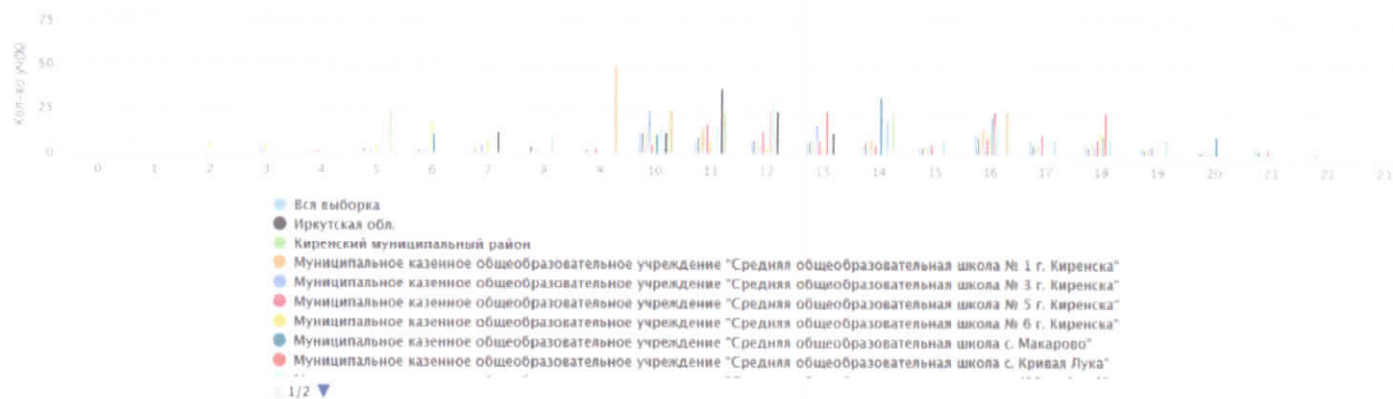 75
Кол-во уч(%)
50
25
0
0 1 2 3 4 5 6 7 8 9 10 11 12 13 14 15 16 17 18 19 20 21 22 23
Вся выборка
Иркутская обл.
Киренский муниципальный район
Муниципальное казенное общеобразовательное учреждение "Средняя общеобразовательная школа № 1 г. Киренска"
Муниципальное казенное общеобразовательное учреждение "Средняя общеобразовательная школа № 3 г. Киренска"
Муниципальное казенное общеобразовательное учреждение "Средняя общеобразовательная школа № 5 г. Киренска"
Муниципальное казенное общеобразовательное учреждение "Средняя общеобразовательная школа № 6 г. Киренска"
Муниципальное казенное общеобразовательное учреждение "Средняя общеобразовательная школа с. Макарово"
Муниципальное казенное общеобразовательное учреждение "Средняя общеобразовательная школа с. Кривая Лука"
1/2